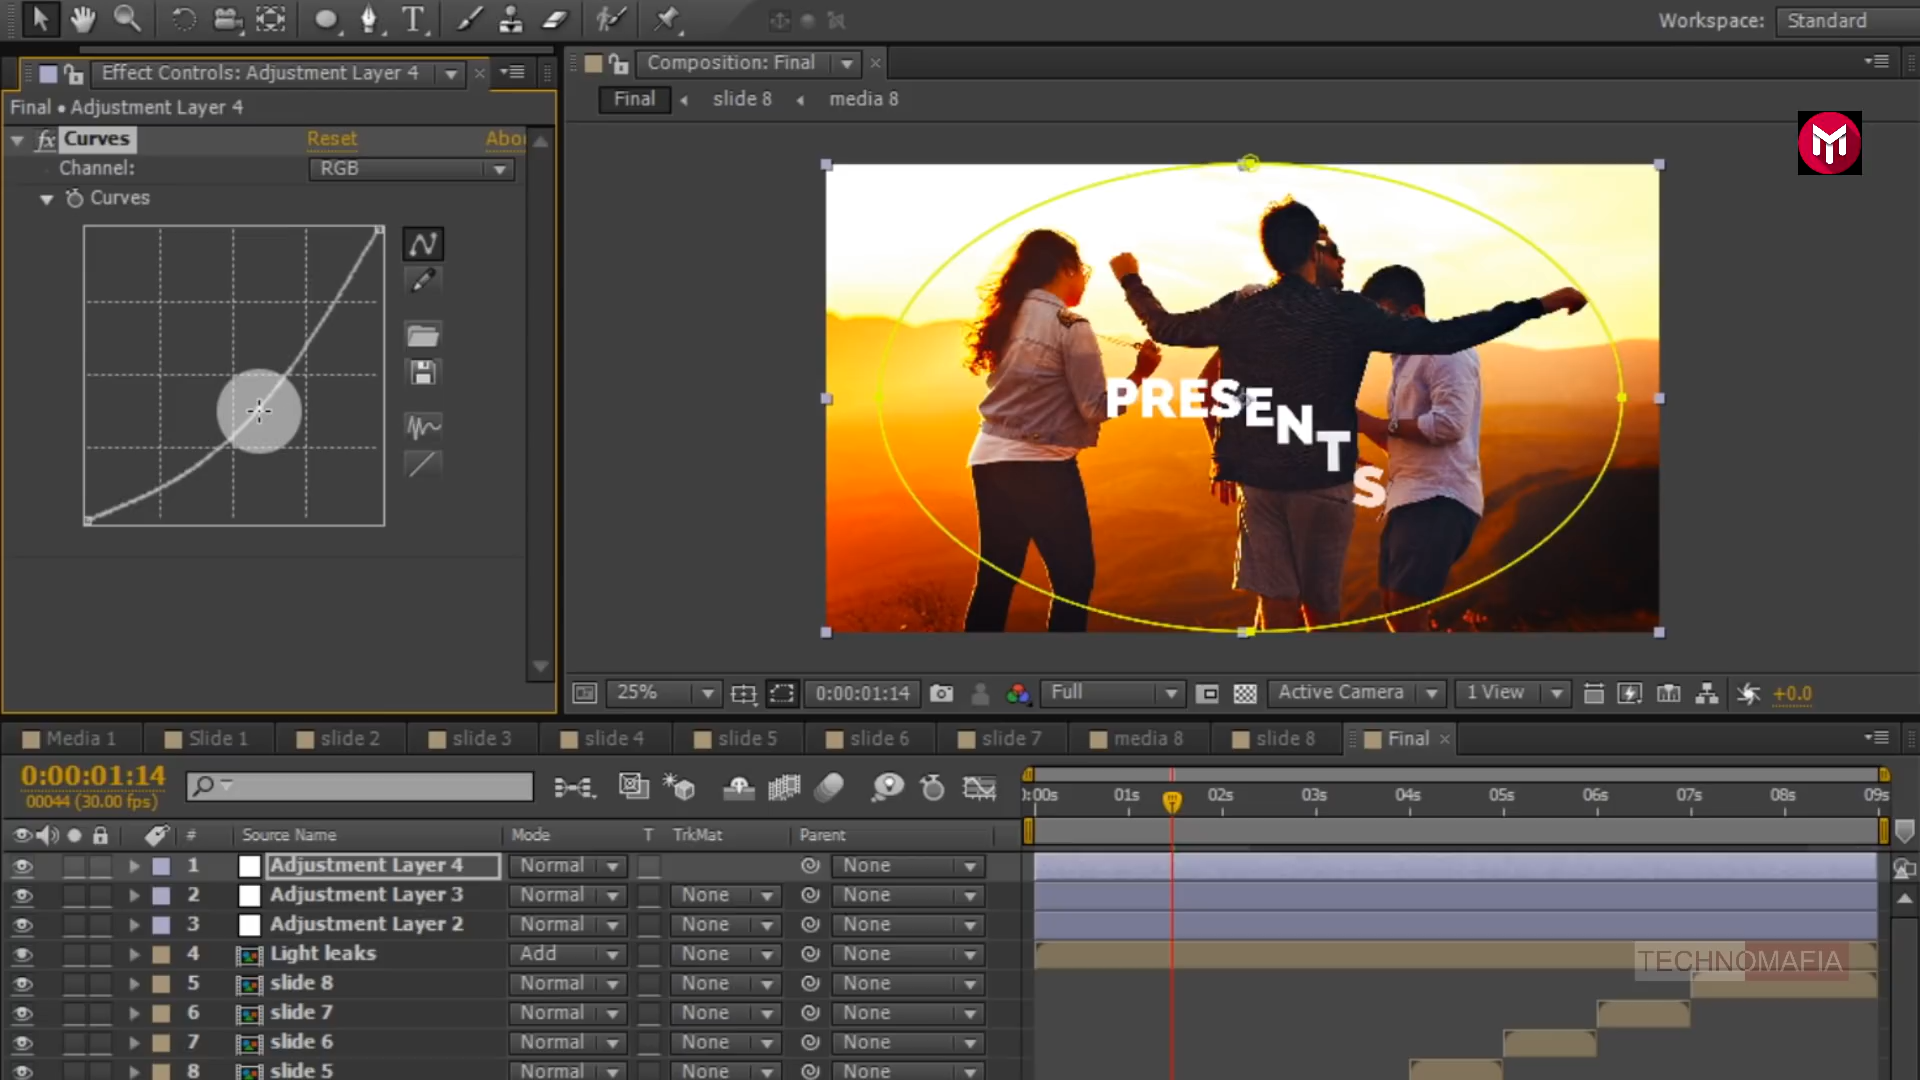 Workspace: Standard
Effect Controls: Adjustment Layer 4
Final • Adjustment Layer 4
fx Curves Reset Abou
Channel: RGB
Curves
Composition: Final
Final slide 8 media 8
PRESENTS
25% 0:00:01:14 Full Active Camera 1 View +0.0
Media 1 Slide 1 slide 2 slide 3 slide 4 slide 5 slide 6 slide 7 media 8 slide 8 Final
0:00:01:14
00044 (30.00 fps)
0:00s 01s 02s 03s 04s 05s 06s 07s 08s 09s
# Source Name Mode T TrkMat Parent
1 Adjustment Layer 4 Normal None
2 Adjustment Layer 3 Normal None None
3 Adjustment Layer 2 Normal None None
4 Light leaks Add None None
5 slide 8 Normal None None
6 slide 7 Normal None None
7 slide 6 Normal None None
8 slide 5 Normal None None
TECHNOMAFIA